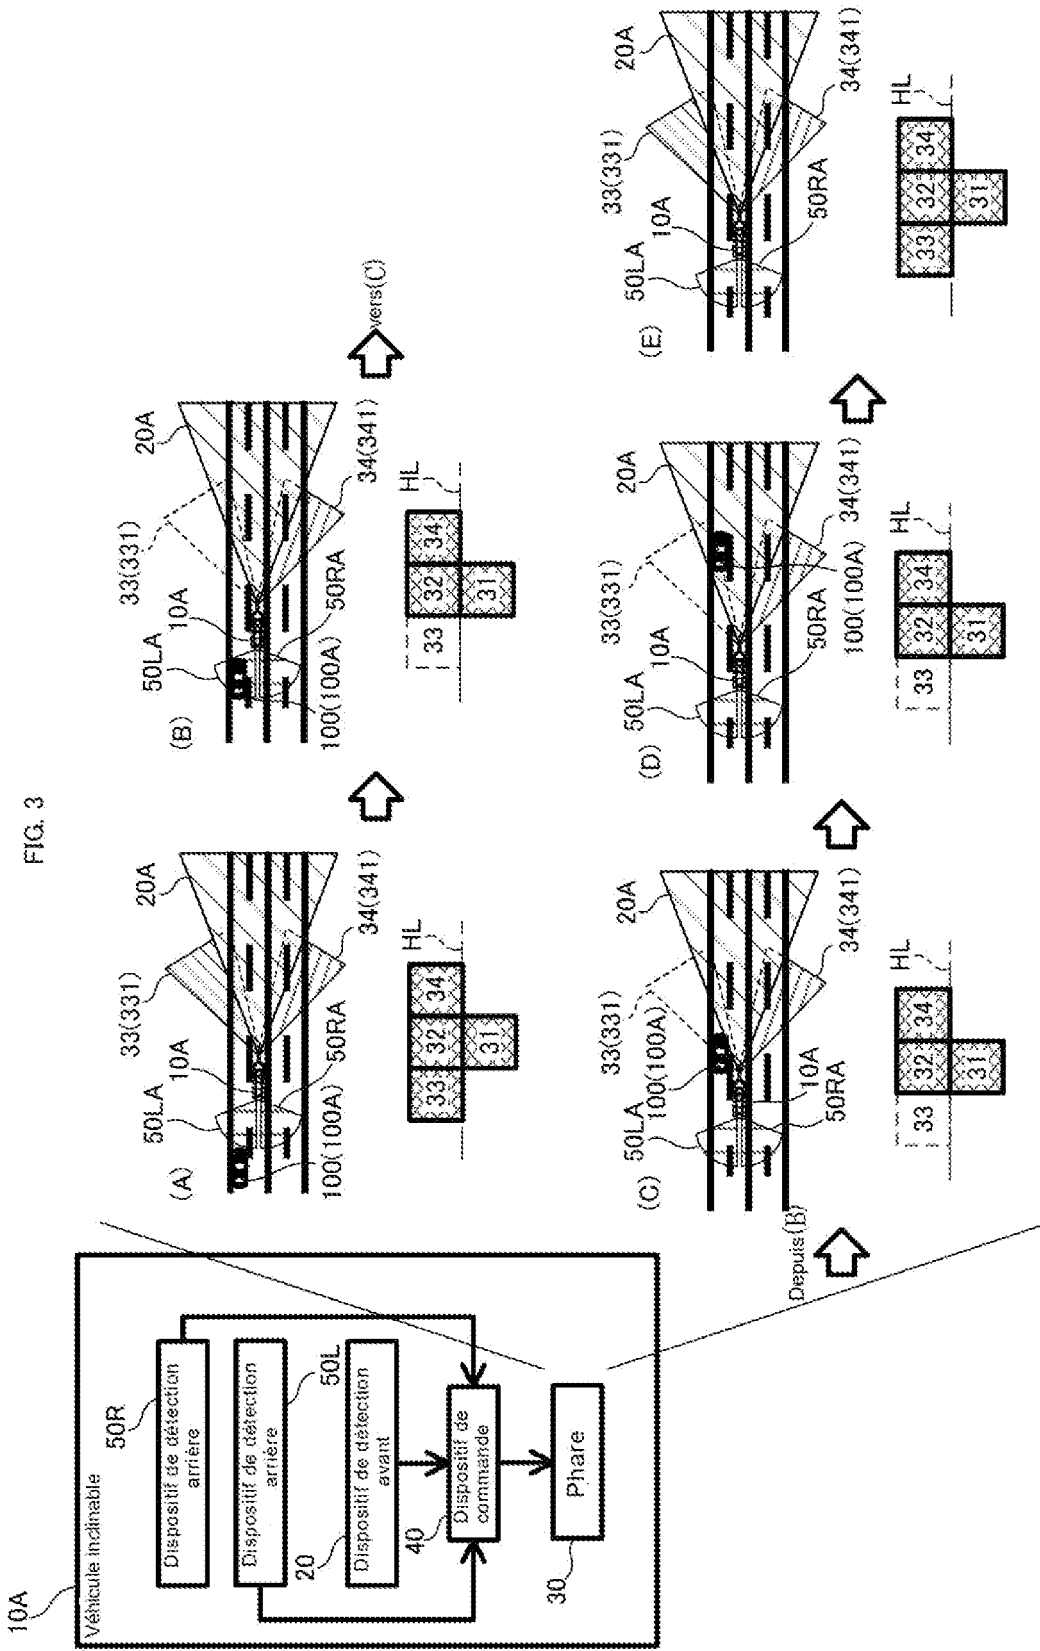 FIG. 3
10A
Véhicule inclinable
50R
Dispositif de détection
arrière
Dispositif de détection
arrière
50L
20
Dispositif de détection
avant
40
Dispositif de
commande
30
Phare
(A)
50LA
10A
33(331)
20A
100(100A)
50RA
34(341)
33
32
34
31
HL
(B)
50LA
10A
33(331)
20A
100(100A)
50RA
34(341)
33
32
34
31
HL
vers(C)
Depuis(B)
(C)
50LA
100(100A)
33(331)
20A
10A
50RA
34(341)
33
32
34
31
HL
(D)
50LA
10A
33(331)
20A
50RA
100(100A)
34(341)
33
32
34
31
HL
(E)
50LA
10A
33(331)
20A
50RA
34(341)
33
32
34
31
HL